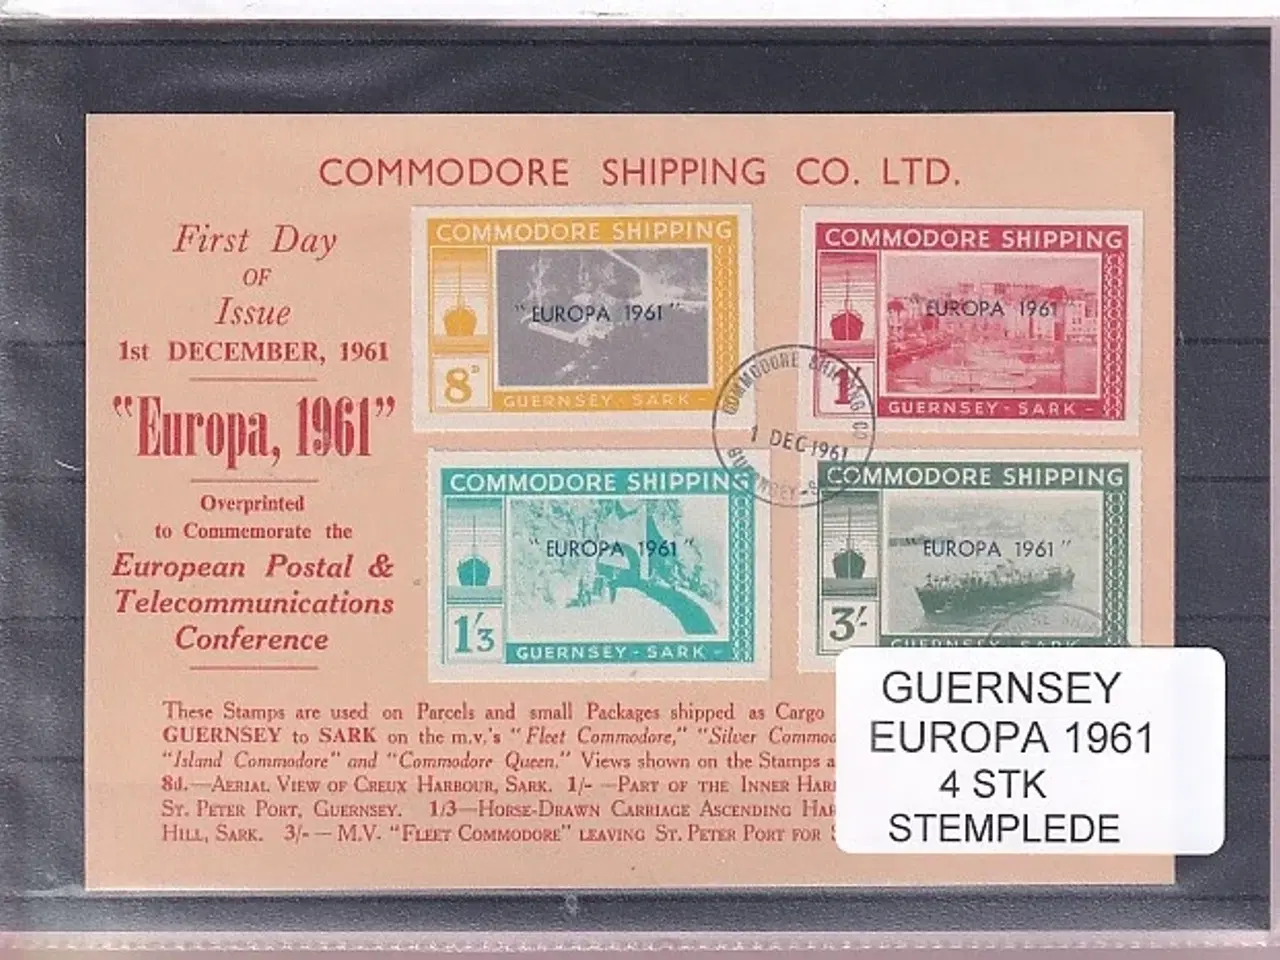 COMMODORE SHIPPING CO. LTD.
First Day
OF
Issue
1st DECEMBER, 1961
"Europa, 1961"
Overprinted
to Commemorate the
European Postal &
Telecommunications
Conference
COMMODORE SHIPPING
"EUROPA 1961"
8D
GUERNSEY - SARK -
COMMODORE SHIPPING
"EUROPA 1961"
1'
GUERNSEY - SARK -
COMMODORE SHIPPING CO
1 DEC 1961
GUERNSEY - S
COMMODORE SHIPPING
"EUROPA 1961"
1'/3
GUERNSEY - SARK -
COMMODORE SHIPPING
"EUROPA 1961"
3/-
GUERNSEY - SARK -
These Stamps are used on Parcels and small Packages shipped as Cargo
GUERNSEY to SARK on the m.v.'s "Fleet Commodore," "Silver Commo
"Island Commodore" and "Commodore Queen." Views shown on the Stamps a
8d.—Aerial View of Creux Harbour, Sark. 1/- —Part of the Inner Har
St. Peter Port, Guernsey. 1/3—Horse-Drawn Carriage Ascending Har
Hill, Sark. 3/- — M.V. "Fleet Commodore" leaving St. Peter Port for S
GUERNSEY
EUROPA 1961
4 STK
STEMPLEDE